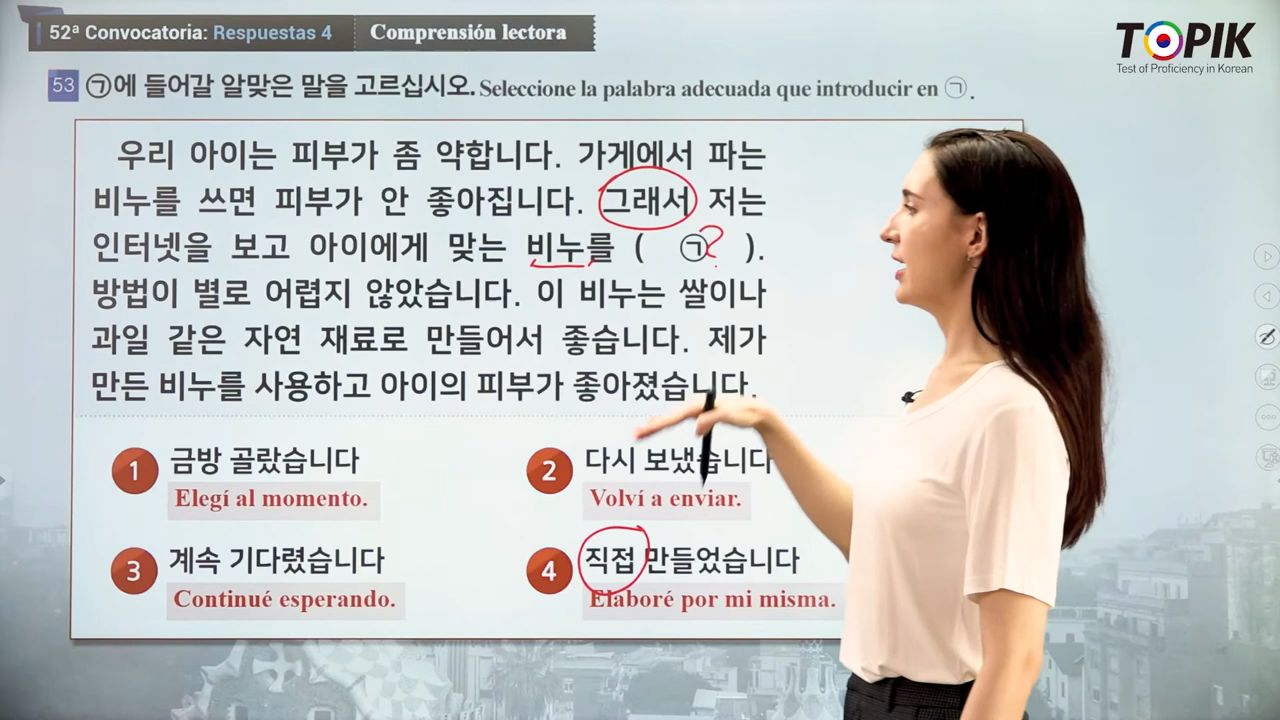 52ª Convocatoria: Respuestas 4 Comprensión lectora
TOPIK
Test of Proficiency in Korean
53 ㉠에 들어갈 알맞은 말을 고르십시오. Seleccione la palabra adecuada que introducir en ㉠.
우리 아이는 피부가 좀 약합니다. 가게에서 파는
비누를 쓰면 피부가 안 좋아집니다. 그래서 저는
인터넷을 보고 아이에게 맞는 비누를 ( ㉠? ).
방법이 별로 어렵지 않았습니다. 이 비누는 쌀이나
과일 같은 자연 재료로 만들어서 좋습니다. 제가
만든 비누를 사용하고 아이의 피부가 좋아졌습니다.
1 금방 골랐습니다
Elegí al momento.
2 다시 보냈습니다
Volví a enviar.
3 계속 기다렸습니다
Continué esperando.
4 직접 만들었습니다
Elaboré por mi misma.